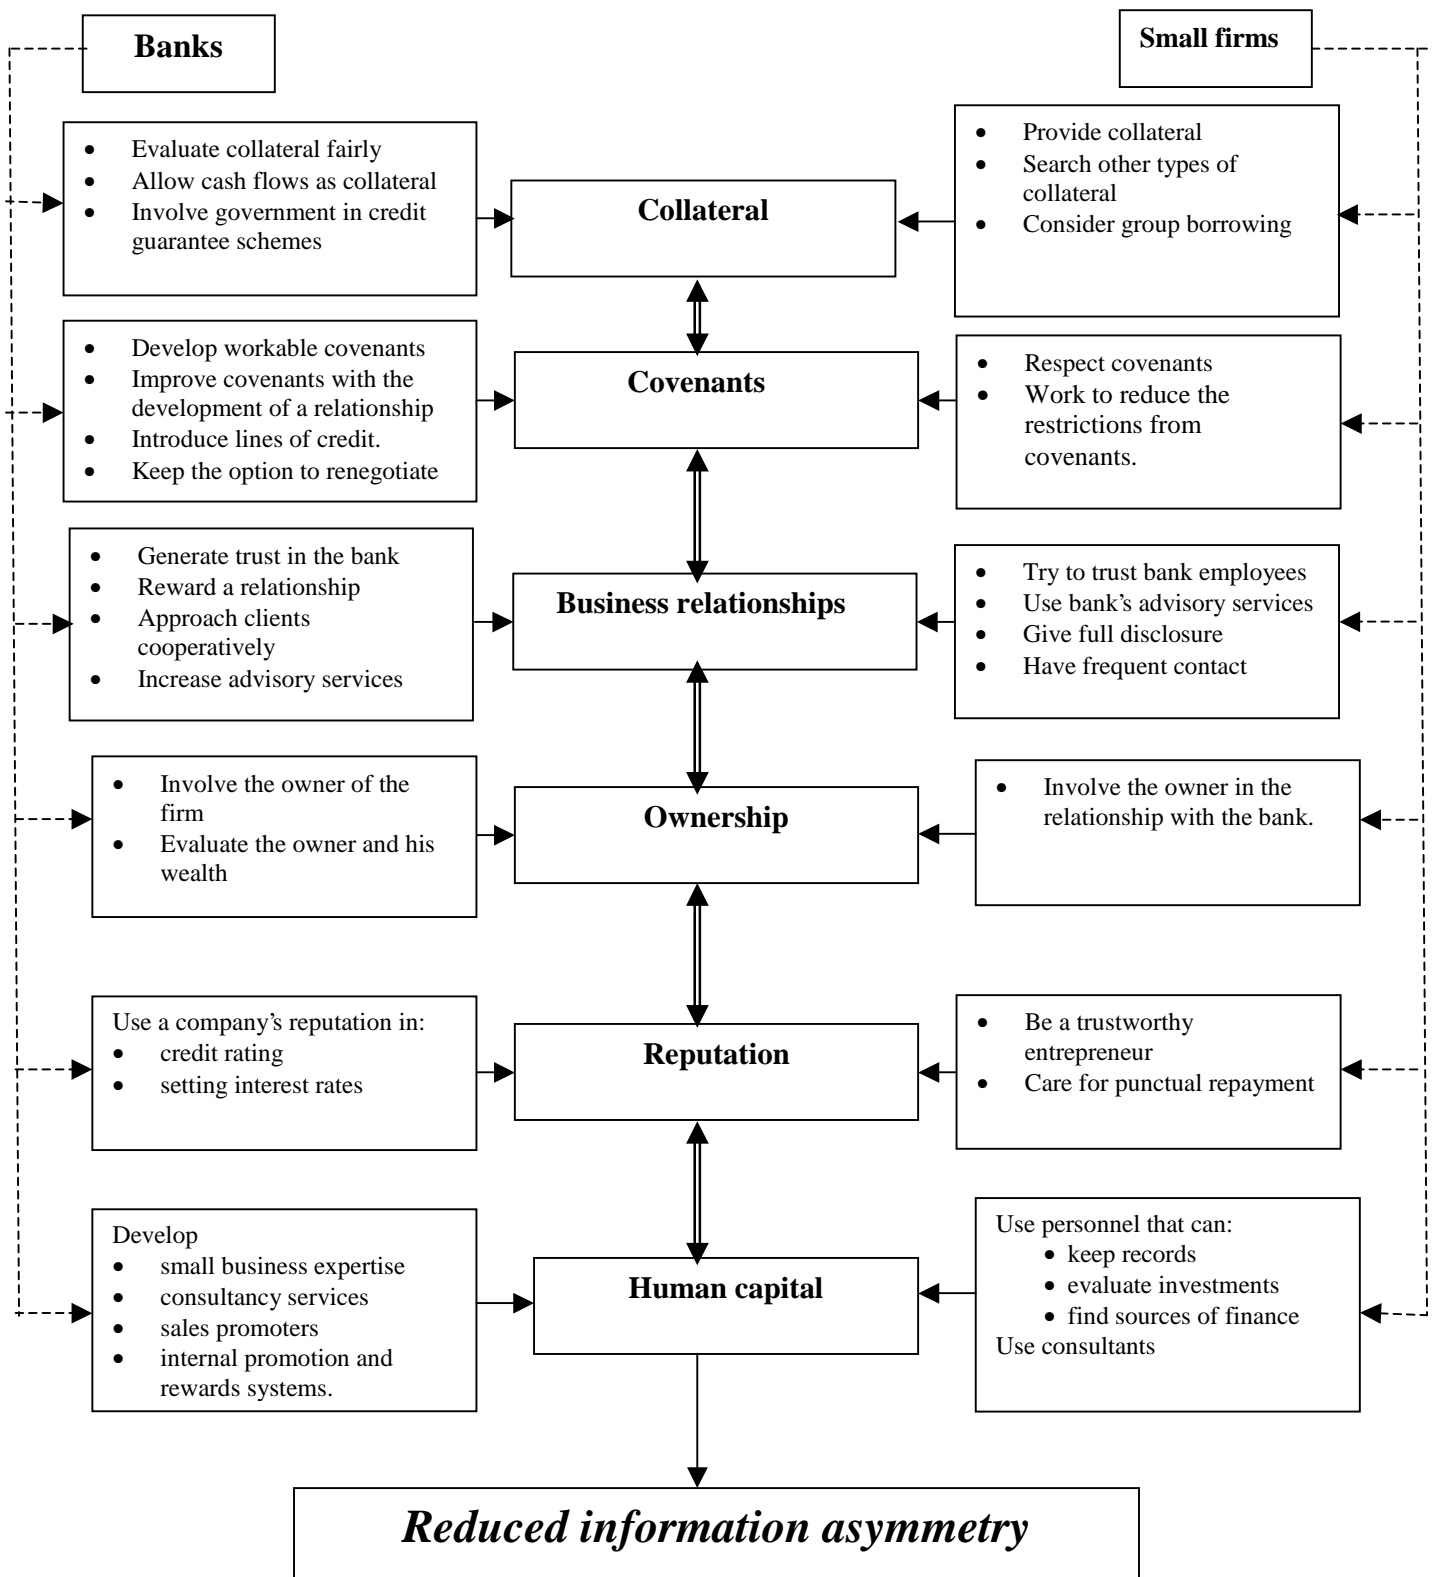 Banks
Small firms
• Evaluate collateral fairly
• Allow cash flows as collateral
• Involve government in credit
guarantee schemes
Collateral
• Provide collateral
• Search other types of
collateral
• Consider group borrowing
• Develop workable covenants
• Improve covenants with the
development of a relationship
• Introduce lines of credit.
• Keep the option to renegotiate
Covenants
• Respect covenants
• Work to reduce the
restrictions from
covenants.
• Generate trust in the bank
• Reward a relationship
• Approach clients
cooperatively
• Increase advisory services
Business relationships
• Try to trust bank employees
• Use bank’s advisory services
• Give full disclosure
• Have frequent contact
• Involve the owner of the
firm
• Evaluate the owner and his
wealth
Ownership
• Involve the owner in the
relationship with the bank.
Use a company’s reputation in:
• credit rating
• setting interest rates
Reputation
• Be a trustworthy
entrepreneur
• Care for punctual repayment
Develop
• small business expertise
• consultancy services
• sales promoters
• internal promotion and
rewards systems.
Human capital
Use personnel that can:
• keep records
• evaluate investments
• find sources of finance
Use consultants
Reduced information asymmetry